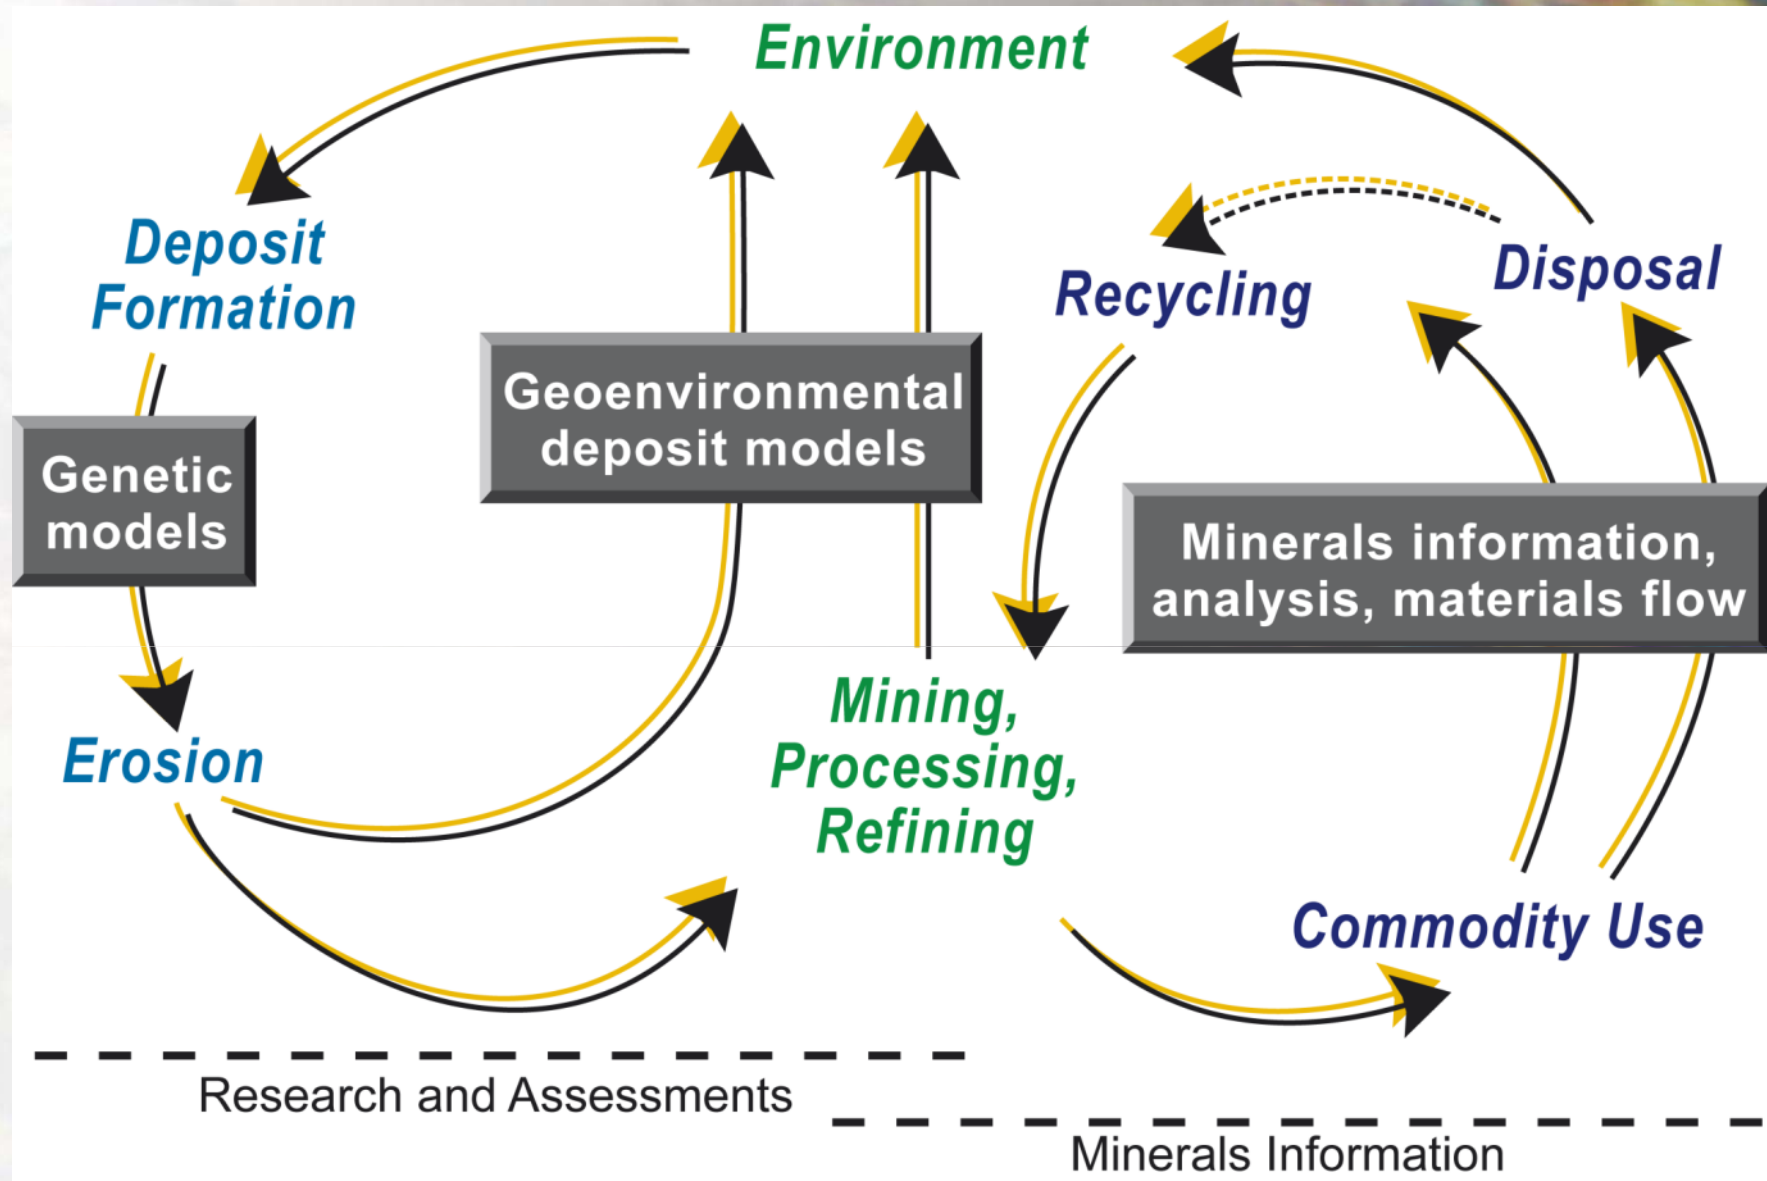 Environment
Deposit
Formation
Recycling
Disposal
Geoenvironmental
deposit models
Genetic
models
Minerals information,
analysis, materials flow
Erosion
Mining,
Processing,
Refining
Commodity Use
Research and Assessments
Minerals Information